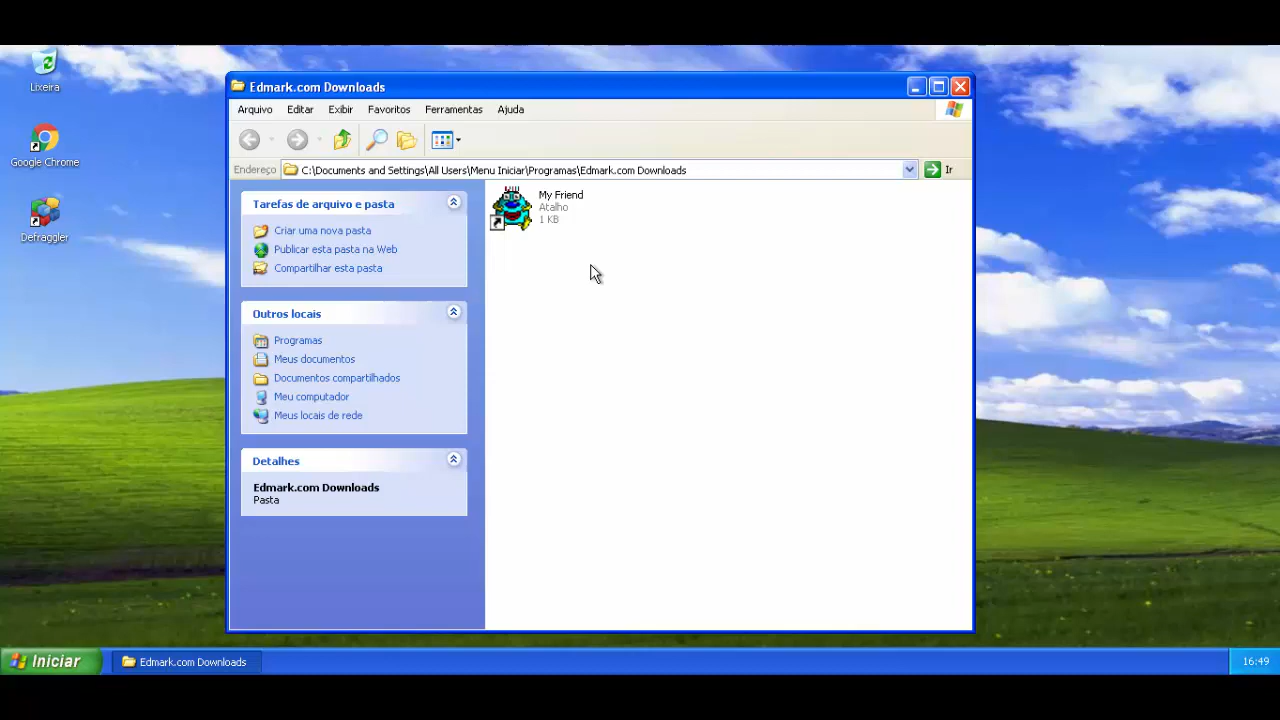 Lixeira
Google Chrome
Defraggler
Edmark.com Downloads
Arquivo Editar Exibir Favoritos Ferramentas Ajuda
Endereço C:\Documents and Settings\All Users\Menu Iniciar\Programas\Edmark.com Downloads Ir
Tarefas de arquivo e pasta
Criar uma nova pasta
Publicar esta pasta na Web
Compartilhar esta pasta
Outros locais
Programas
Meus documentos
Documentos compartilhados
Meu computador
Meus locais de rede
Detalhes
Edmark.com Downloads
Pasta
My Friend
Atalho
1 KB
Iniciar
Edmark.com Downloads
16:49